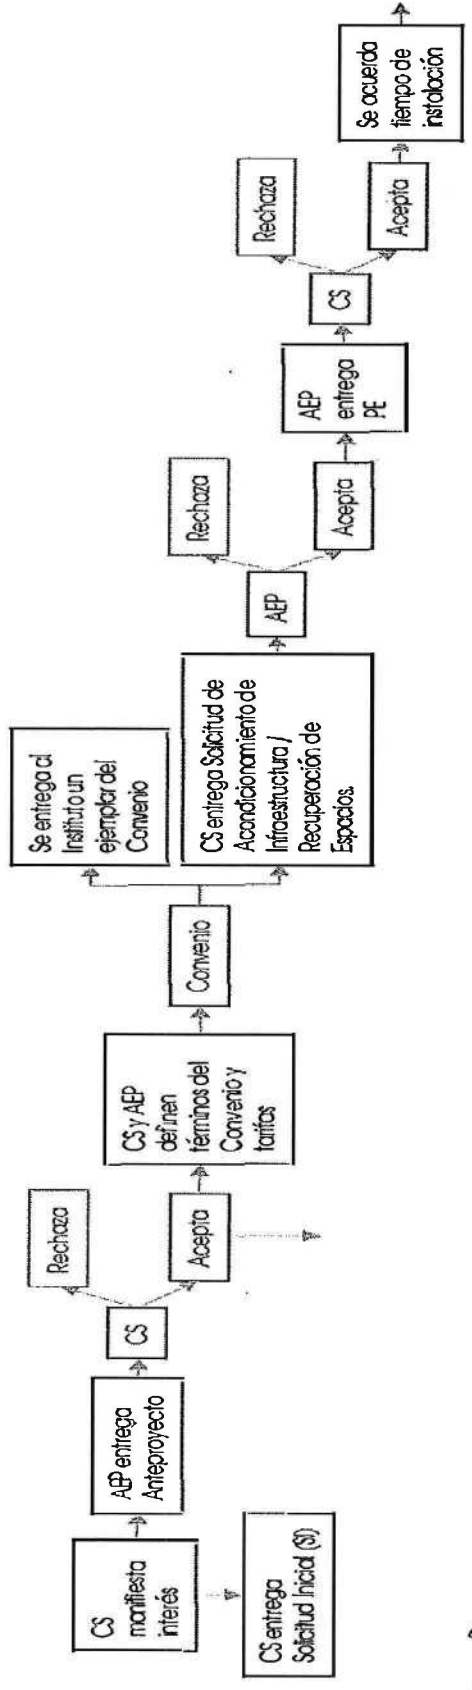 CS
manifiesta
interés
CS entrega
Solicitud Inicial (SI)
AEP entrega
Anteproyecto
CS
Rechaza
Acepta
CS y AEP
definen
términos del
Convenio y
tarifas
Convenio
Se entrega al
Instituto un
ejemplar del
Convenio
CS entrega Solicitud de
Acondicionamiento de
Infraestructura /
Recuperación de
Espacios.
AEP
Rechaza
Acepta
AEP
entrega
PE
CS
Rechaza
Acepta
Se acuerda
tiempo de
instalación